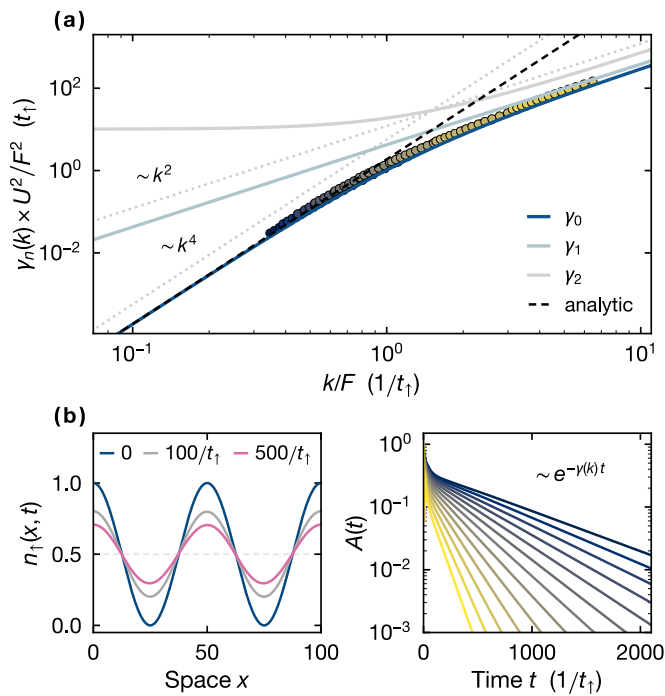 (a)
γₙ(k) × U²/F² (t↑)
10²
10⁰
10⁻²
~k²
~k⁴
γ₀
γ₁
γ₂
analytic
10⁻¹
10⁰
10¹
k/F (1/t↑)
(b)
0 100/t↑ 500/t↑
n↑(x, t)
1.0
0.5
0.0
0 50 100
Space x
A(t)
10⁰
10⁻¹
10⁻²
10⁻³
~e^{−γ(k) t}
0 1000 2000
Time t (1/t↑)